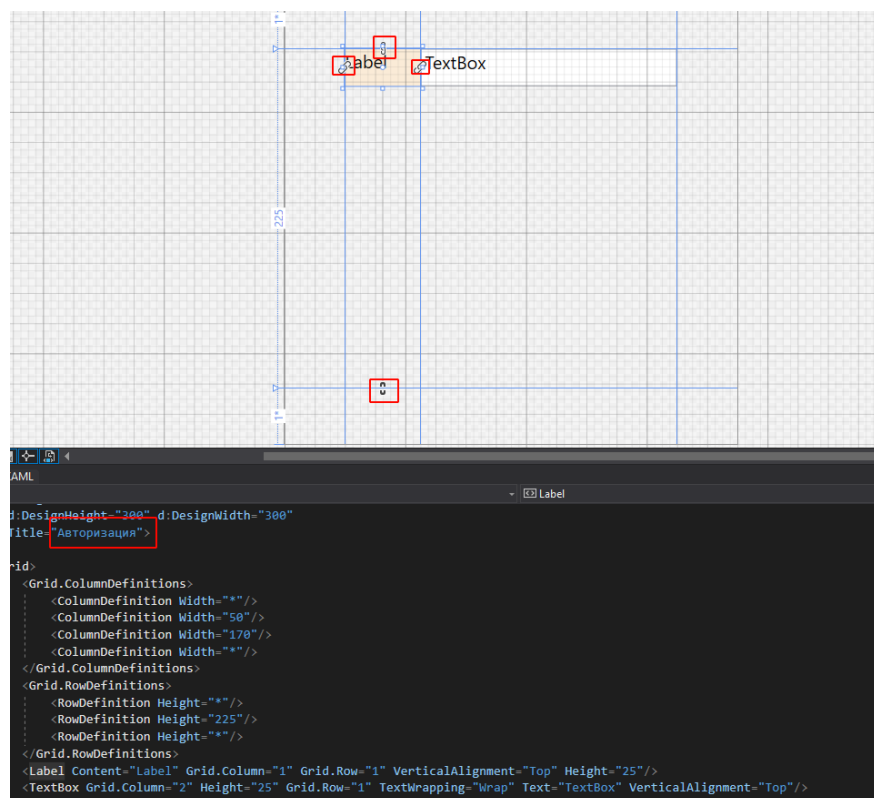 1*
Label TextBox
225
1*
AML
Label
d:DesignHeight="300" d:DesignWidth="300"
Title="Авторизация">
rid>
<Grid.ColumnDefinitions>
<ColumnDefinition Width="*"/>
<ColumnDefinition Width="50"/>
<ColumnDefinition Width="170"/>
<ColumnDefinition Width="*"/>
</Grid.ColumnDefinitions>
<Grid.RowDefinitions>
<RowDefinition Height="*"/>
<RowDefinition Height="225"/>
<RowDefinition Height="*"/>
</Grid.RowDefinitions>
<Label Content="Label" Grid.Column="1" Grid.Row="1" VerticalAlignment="Top" Height="25"/>
<TextBox Grid.Column="2" Height="25" Grid.Row="1" TextWrapping="Wrap" Text="TextBox" VerticalAlignment="Top"/>